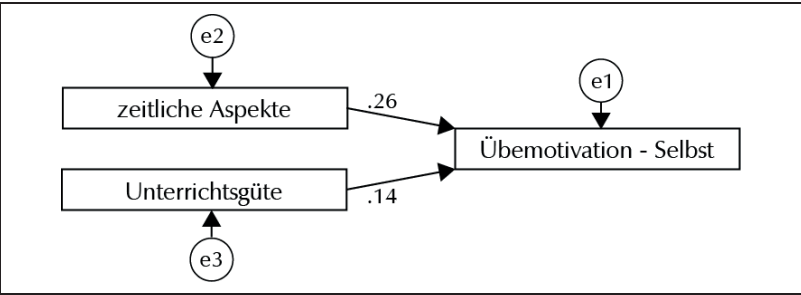 e2
zeitliche Aspekte
.26
e1
Übemotivation - Selbst
Unterrichtsgüte
.14
e3